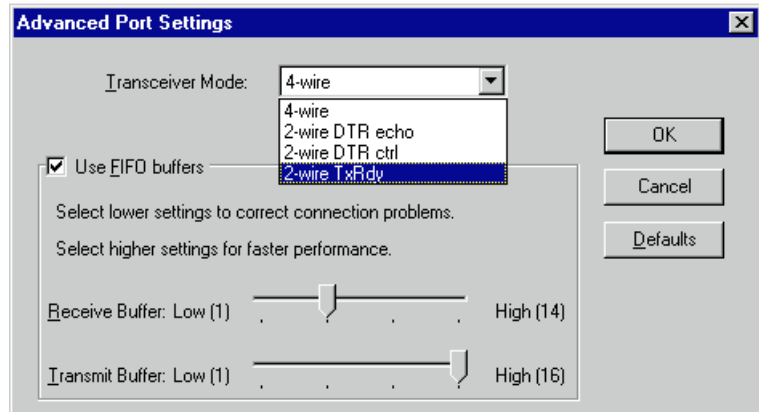 Advanced Port Settings
Transceiver Mode: 4-wire
4-wire
2-wire DTR echo
2-wire DTR ctrl
2-wire TxRdy
OK
Cancel
Defaults
Use FIFO buffers
Select lower settings to correct connection problems.
Select higher settings for faster performance.
Receive Buffer: Low (1) High (14)
Transmit Buffer: Low (1) High (16)